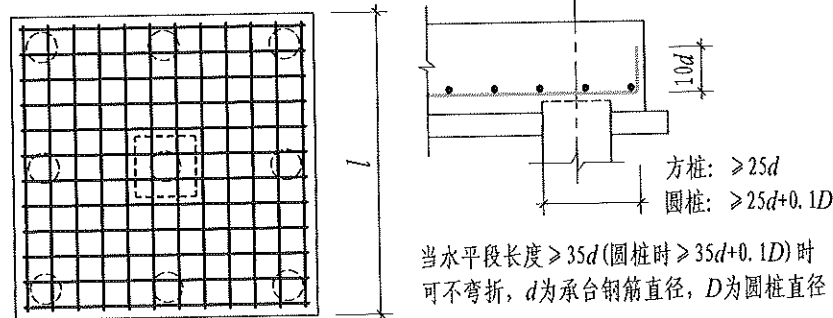 l
10d
方桩: ≥25d
圆桩: ≥25d+0.1D
当水平段长度≥35d(圆桩时≥35d+0.1D)时
可不弯折, d为承台钢筋直径, D为圆桩直径